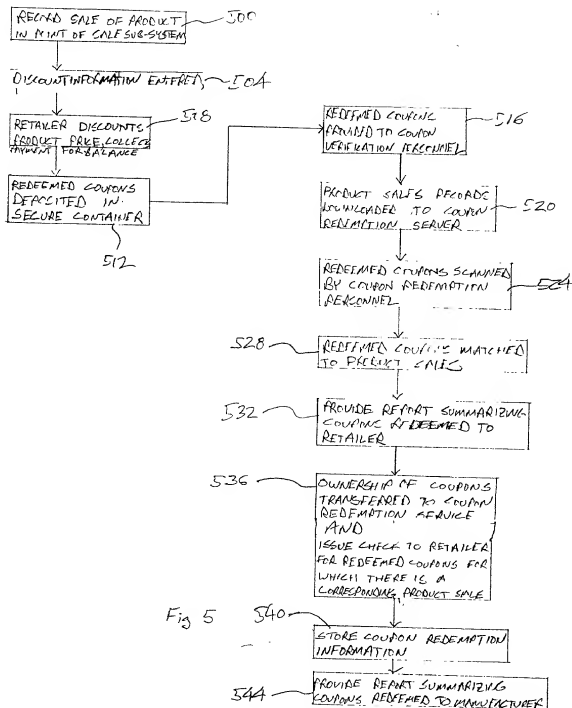 RECORD SALE OF PRODUCT
IN POINT OF SALE SUB-SYSTEM
500
DISCOUNT INFORMATION ENTERED
504
RETAILER DISCOUNTS
PRODUCT PRICE, COLLECTS
PAYMENT FOR BALANCE
508
REDEEMED COUPONS
DEPOSITED IN
SECURE CONTAINER
512
REDEEMED COUPONS
PROVIDED TO COUPON
VERIFICATION PERSONNEL
516
PRODUCT SALES RECORDS
DOWNLOADED TO COUPON
REDEMPTION SERVER
520
REDEEMED COUPONS SCANNED
BY COUPON REDEMPTION
PERSONNEL
524
528
REDEEMED COUPONS MATCHED
TO PRODUCT SALES
532
PROVIDE REPORT SUMMARIZING
COUPONS REDEEMED TO
RETAILER
536
OWNERSHIP OF COUPONS
TRANSFERRED TO COUPON
REDEMPTION SERVICE
AND
ISSUE CHECK TO RETAILER
FOR REDEEMED COUPONS FOR
WHICH THERE IS A
CORRESPONDING PRODUCT SALE
Fig 5
540
STORE COUPON REDEMPTION
INFORMATION
544
PROVIDE REPORT SUMMARIZING
COUPONS REDEEMED TO MANUFACTURER